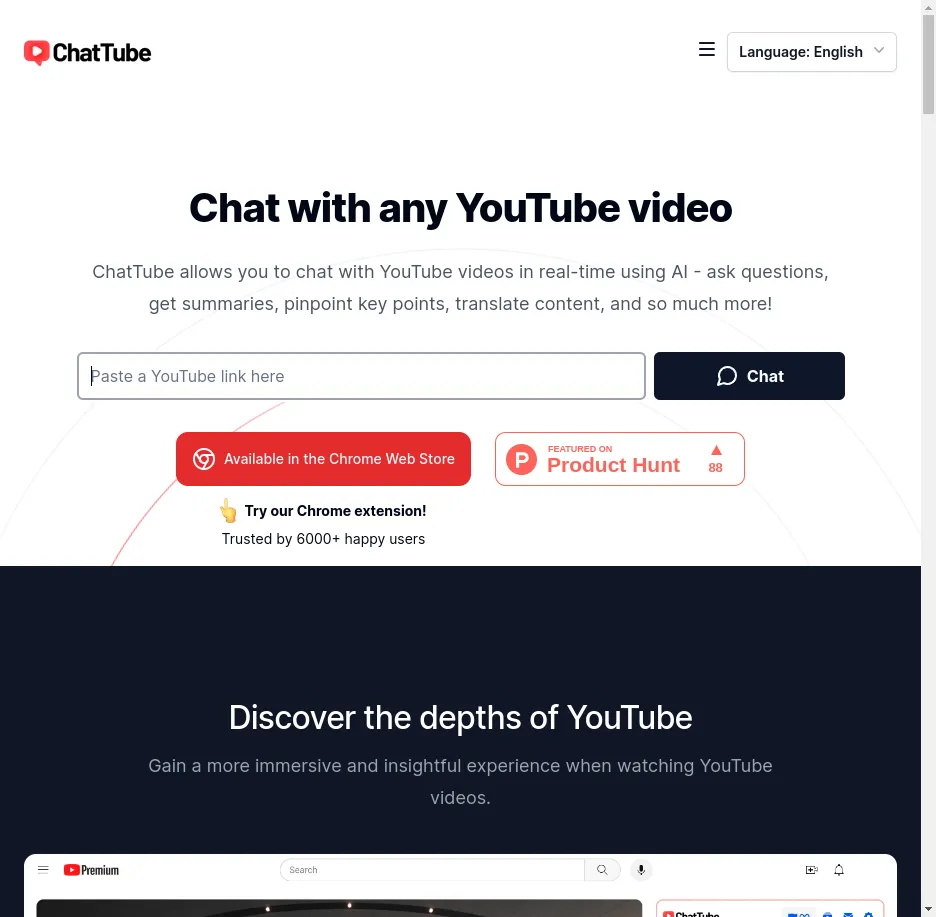 ChatTube
Language: English
Chat with any YouTube video
ChatTube allows you to chat with YouTube videos in real-time using AI - ask questions,
get summaries, pinpoint key points, translate content, and so much more!
Paste a YouTube link here
Chat
Available in the Chrome Web Store
FEATURED ON
Product Hunt
88
P
Try our Chrome extension!
Trusted by 6000+ happy users
Discover the depths of YouTube
Gain a more immersive and insightful experience when watching YouTube
videos.
Premium
Search
ChatTube